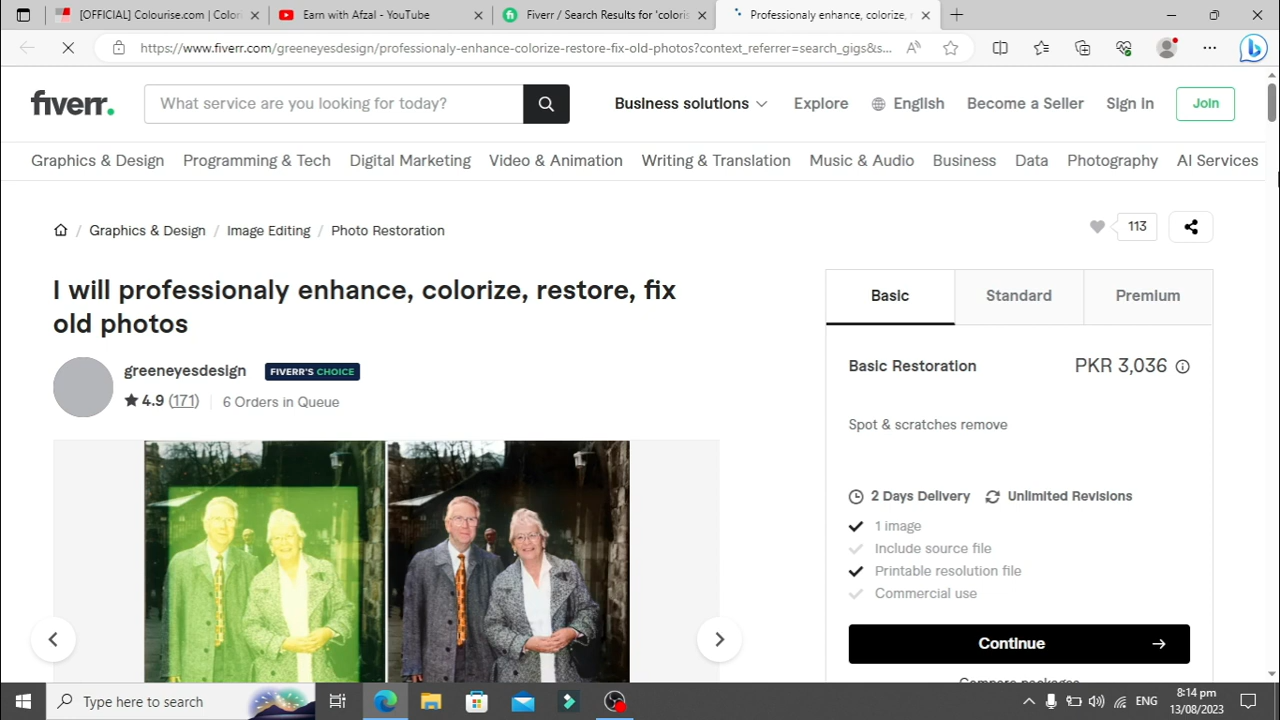 [OFFICIAL] Colourise.com | Color
Earn with Afzal - YouTube
Fiverr / Search Results for 'coloris
Professionaly enhance, colorize, r
https://www.fiverr.com/greeneyesdesign/professionaly-enhance-colorize-restore-fix-old-photos?context_referrer=search_gigs&s...
fiverr.
What service are you looking for today?
Business solutions
Explore
English
Become a Seller
Sign In
Join
Graphics & Design
Programming & Tech
Digital Marketing
Video & Animation
Writing & Translation
Music & Audio
Business
Data
Photography
AI Services
Graphics & Design / Image Editing / Photo Restoration
113
I will professionaly enhance, colorize, restore, fix
old photos
greeneyesdesign
FIVERR'S CHOICE
4.9 (171)
6 Orders in Queue
Basic
Standard
Premium
Basic Restoration
PKR 3,036
Spot & scratches remove
2 Days Delivery
Unlimited Revisions
1 image
Include source file
Printable resolution file
Commercial use
Continue
Compare packages
Type here to search
ENG
8:14 pm
13/08/2023